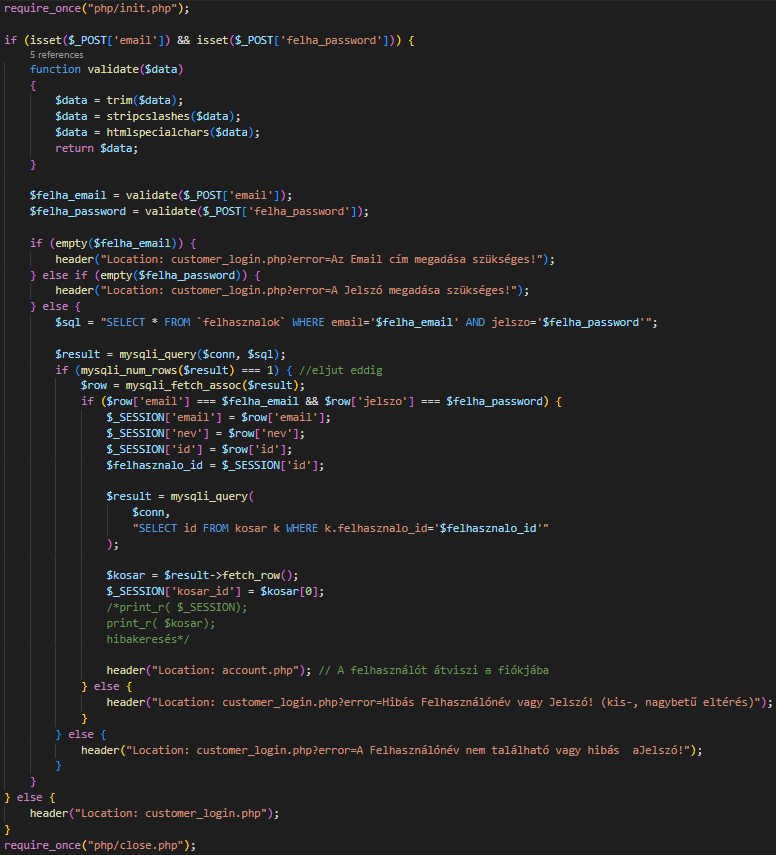 require_once("php/init.php");
if (isset($_POST['email']) && isset($_POST['felha_password'])) {
5 references
function validate($data)
{
$data = trim($data);
$data = stripcslashes($data);
$data = htmlspecialchars($data);
return $data;
}
$felha_email = validate($_POST['email']);
$felha_password = validate($_POST['felha_password']);
if (empty($felha_email)) {
header("Location: customer_login.php?error=Az Email cím megadása szükséges!");
} else if (empty($felha_password)) {
header("Location: customer_login.php?error=A Jelszó megadása szükséges!");
} else {
$sql = "SELECT * FROM `felhasznalok` WHERE email='$felha_email' AND jelszo='$felha_password'";
$result = mysqli_query($conn, $sql);
if (mysqli_num_rows($result) === 1) { //eljut eddig
$row = mysqli_fetch_assoc($result);
if ($row['email'] === $felha_email && $row['jelszo'] === $felha_password) {
$_SESSION['email'] = $row['email'];
$_SESSION['nev'] = $row['nev'];
$_SESSION['id'] = $row['id'];
$felhasznalo_id = $_SESSION['id'];
$result = mysqli_query(
$conn,
"SELECT id FROM kosar k WHERE k.felhasznalo_id='$felhasznalo_id'"
);
$kosar = $result->fetch_row();
$_SESSION['kosar_id'] = $kosar[0];
/*print_r( $_SESSION);
print_r( $kosar);
hibakeresés*/
header("Location: account.php"); // A felhasználót átviszi a fiókjába
} else {
header("Location: customer_login.php?error=Hibás Felhasználónév vagy Jelszó! (kis-, nagybetű eltérés)");
}
} else {
header("Location: customer_login.php?error=A Felhasználónév nem található vagy hibás  aJelszó!");
}
}
} else {
header("Location: customer_login.php");
}
require_once("php/close.php");